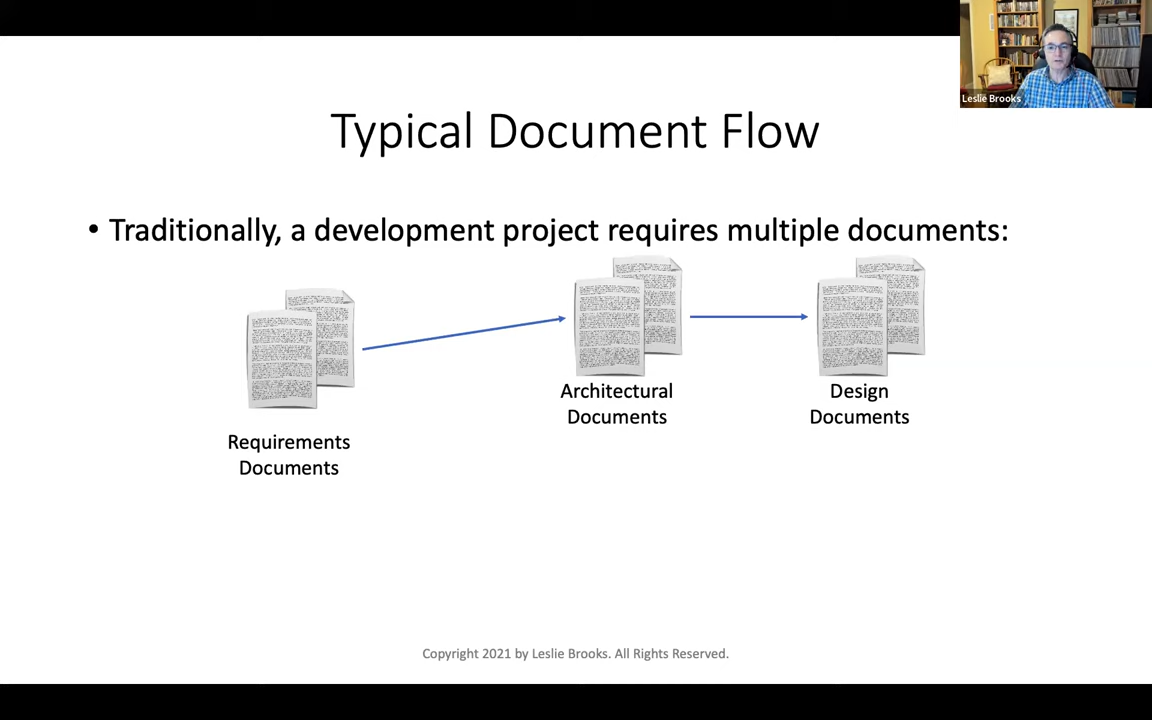 Leslie Brooks
Typical Document Flow
• Traditionally, a development project requires multiple documents:
Requirements
Documents
Architectural
Documents
Design
Documents
Copyright 2021 by Leslie Brooks. All Rights Reserved.